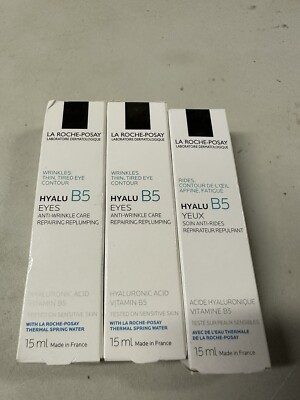 LA ROCHE-POSAY
LABORATOIRE DERMATOLOGIQUE
WRINKLES,
THIN, TIRED EYE
CONTOUR
HYALU B5
EYES
ANTI-WRINKLE CARE
REPAIRING REPLUMPING
HYALURONIC ACID
VITAMIN B5
TESTED ON SENSITIVE SKIN
WITH LA ROCHE-POSAY
THERMAL SPRING WATER
15 ml Made in France
LA ROCHE-POSAY
LABORATOIRE DERMATOLOGIQUE
WRINKLES,
THIN, TIRED EYE
CONTOUR
HYALU B5
EYES
ANTI-WRINKLE CARE
REPAIRING REPLUMPING
HYALURONIC ACID
VITAMIN B5
TESTED ON SENSITIVE SKIN
WITH LA ROCHE-POSAY
THERMAL SPRING WATER
15 ml Made in France
LA ROCHE-POSAY
LABORATOIRE DERMATOLOGIQUE
RIDES,
CONTOUR DE L'ŒIL
AFFINÉ, FATIGUÉ
HYALU B5
YEUX
SOIN ANTI-RIDES
RÉPARATEUR REPULPANT
ACIDE HYALURONIQUE
VITAMINE B5
TESTÉ SUR PEAUX SENSIBLES
AVEC DE L'EAU THERMALE
DE LA ROCHE-POSAY
15 ml Made in France